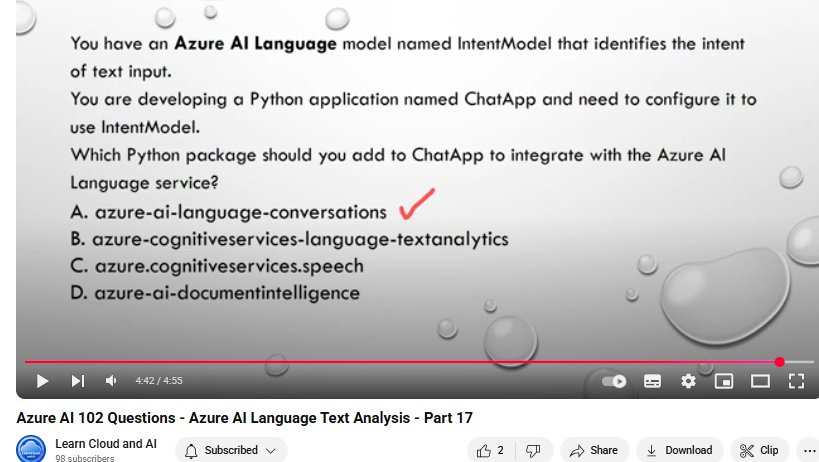 You have an Azure AI Language model named IntentModel that identifies the intent
of text input.
You are developing a Python application named ChatApp and need to configure it to
use IntentModel.
Which Python package should you add to ChatApp to integrate with the Azure AI
Language service?
A. azure-ai-language-conversations
B. azure-cognitiveservices-language-textanalytics
C. azure.cognitiveservices.speech
D. azure-ai-documentintelligence
4:42 / 4:55
Azure AI 102 Questions - Azure AI Language Text Analysis - Part 17
Learn Cloud and AI
98 subscribers
Subscribed
2
Share
Download
Clip
...